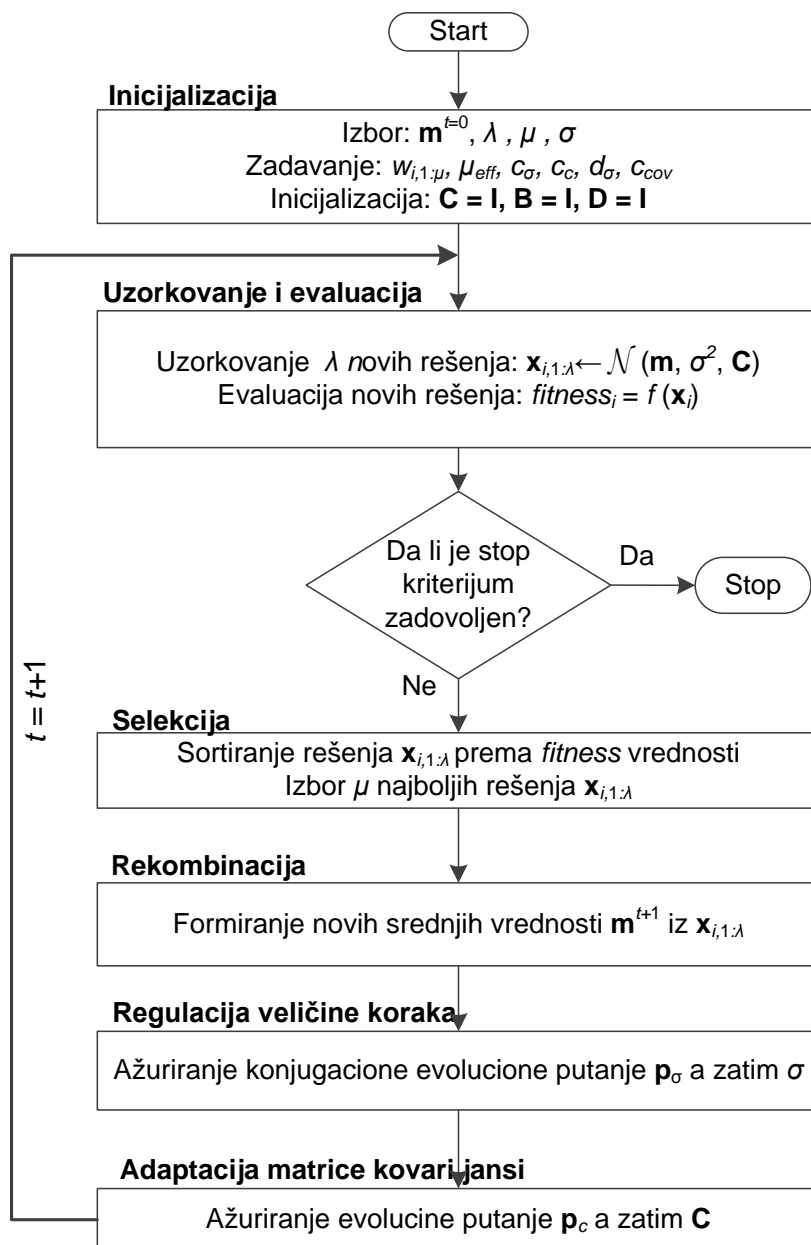 Start
Inicijalizacija
Izbor: m^t=0, λ , μ , σ
Zadavanje: w_i,1:μ, μ_eff, c_σ, c_c, d_σ, c_cov
Inicijalizacija: C = I, B = I, D = I
Uzorkovanje i evaluacija
Uzorkovanje λ novih rešenja: x_i,1:λ ← 𝒩 (m, σ², C)
Evaluacija novih rešenja: fitness_i = f (x_i)
Da li je stop
kriterijum
zadovoljen?
Da
Stop
Ne
t = t+1
Selekcija
Sortiranje rešenja x_i,1:λ prema fitness vrednosti
Izbor μ najboljih rešenja x_i,1:λ
Rekombinacija
Formiranje novih srednjih vrednosti m^t+1 iz x_i,1:λ
Regulacija veličine koraka
Ažuriranje konjugacione evolucione putanje p_σ a zatim σ
Adaptacija matrice kovarijansi
Ažuriranje evolucine putanje p_c a zatim C